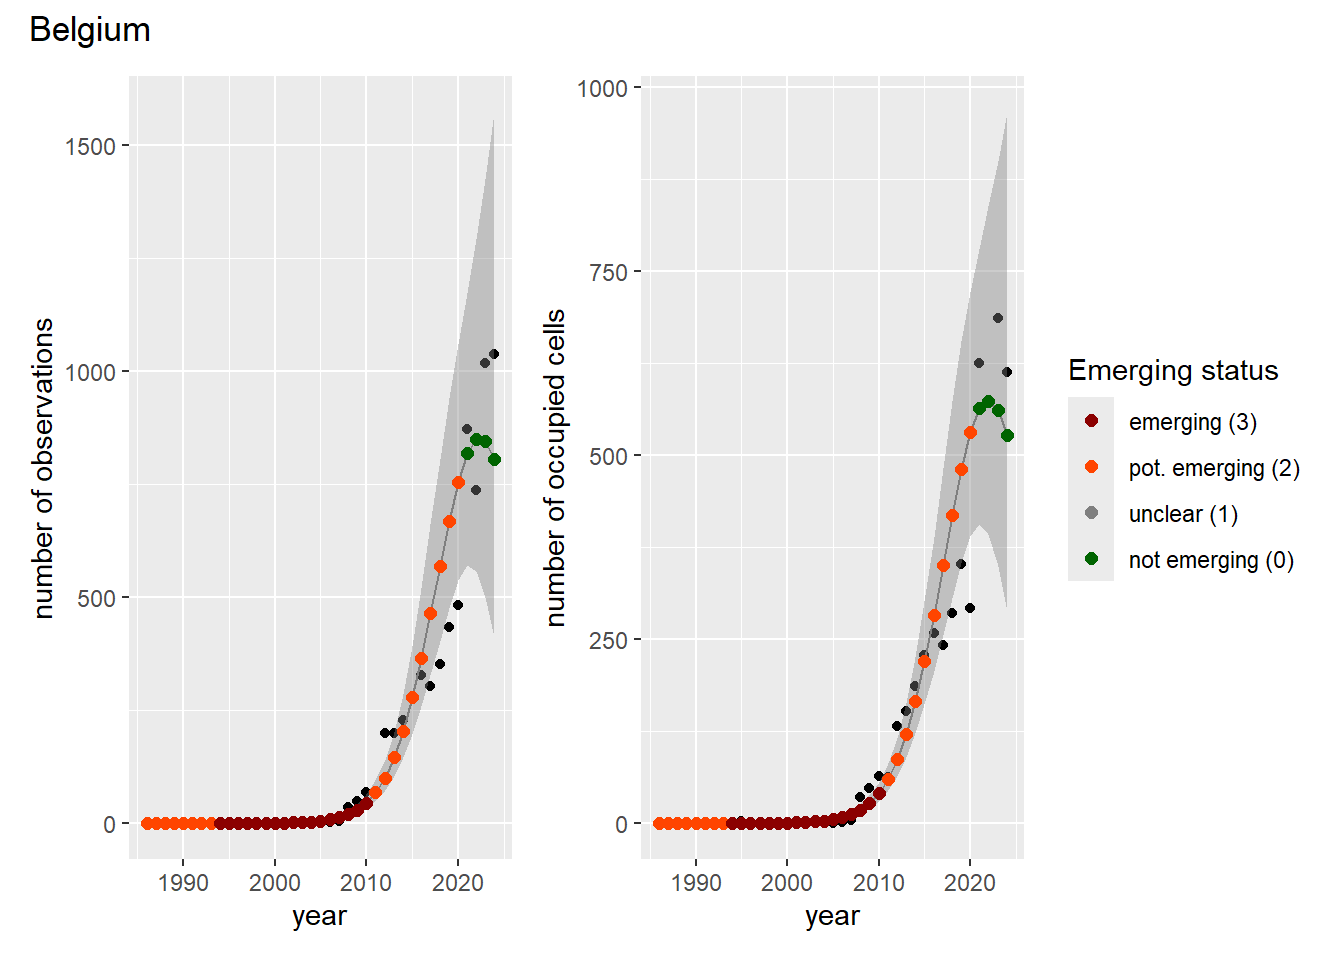 Belgium
number of observations
1500
1000
500
0
1990 2000 2010 2020
year
number of occupied cells
1000
750
500
250
0
1990 2000 2010 2020
year
Emerging status
emerging (3)
pot. emerging (2)
unclear (1)
not emerging (0)